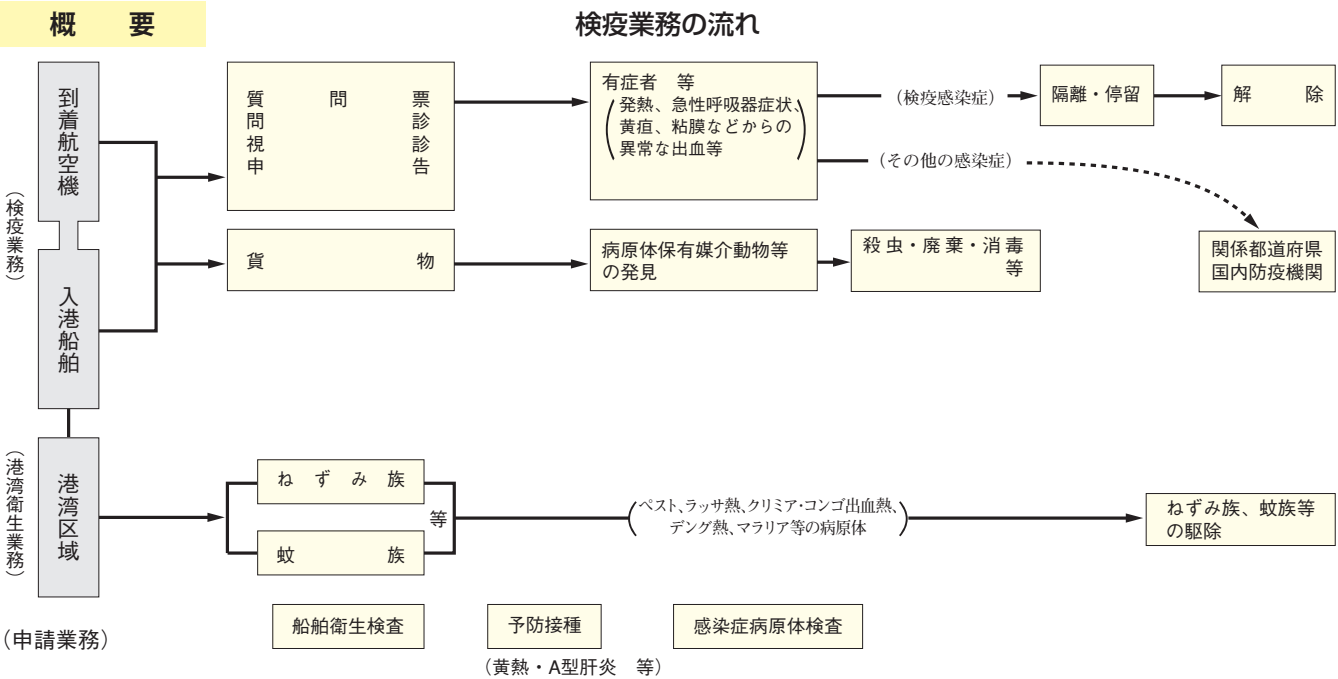 概　要
検疫業務の流れ
(検疫業務)
到着航空機
入港船舶
質問票
問診
視診
申告
有症者　等
(発熱、急性呼吸器症状、
黄疸、粘膜などからの
異常な出血等)
(検疫感染症)
隔離・停留
解除
(その他の感染症)
関係都道府県
国内防疫機関
貨物
病原体保有媒介動物等
の発見
殺虫・廃棄・消毒
等
(港湾衛生業務)
港湾区域
ねずみ族
蚊族
等
(ペスト、ラッサ熱、クリミア・コンゴ出血熱、
デング熱、マラリア等の病原体)
ねずみ族、蚊族等
の駆除
(申請業務)
船舶衛生検査
予防接種
(黄熱・A型肝炎　等)
感染症病原体検査